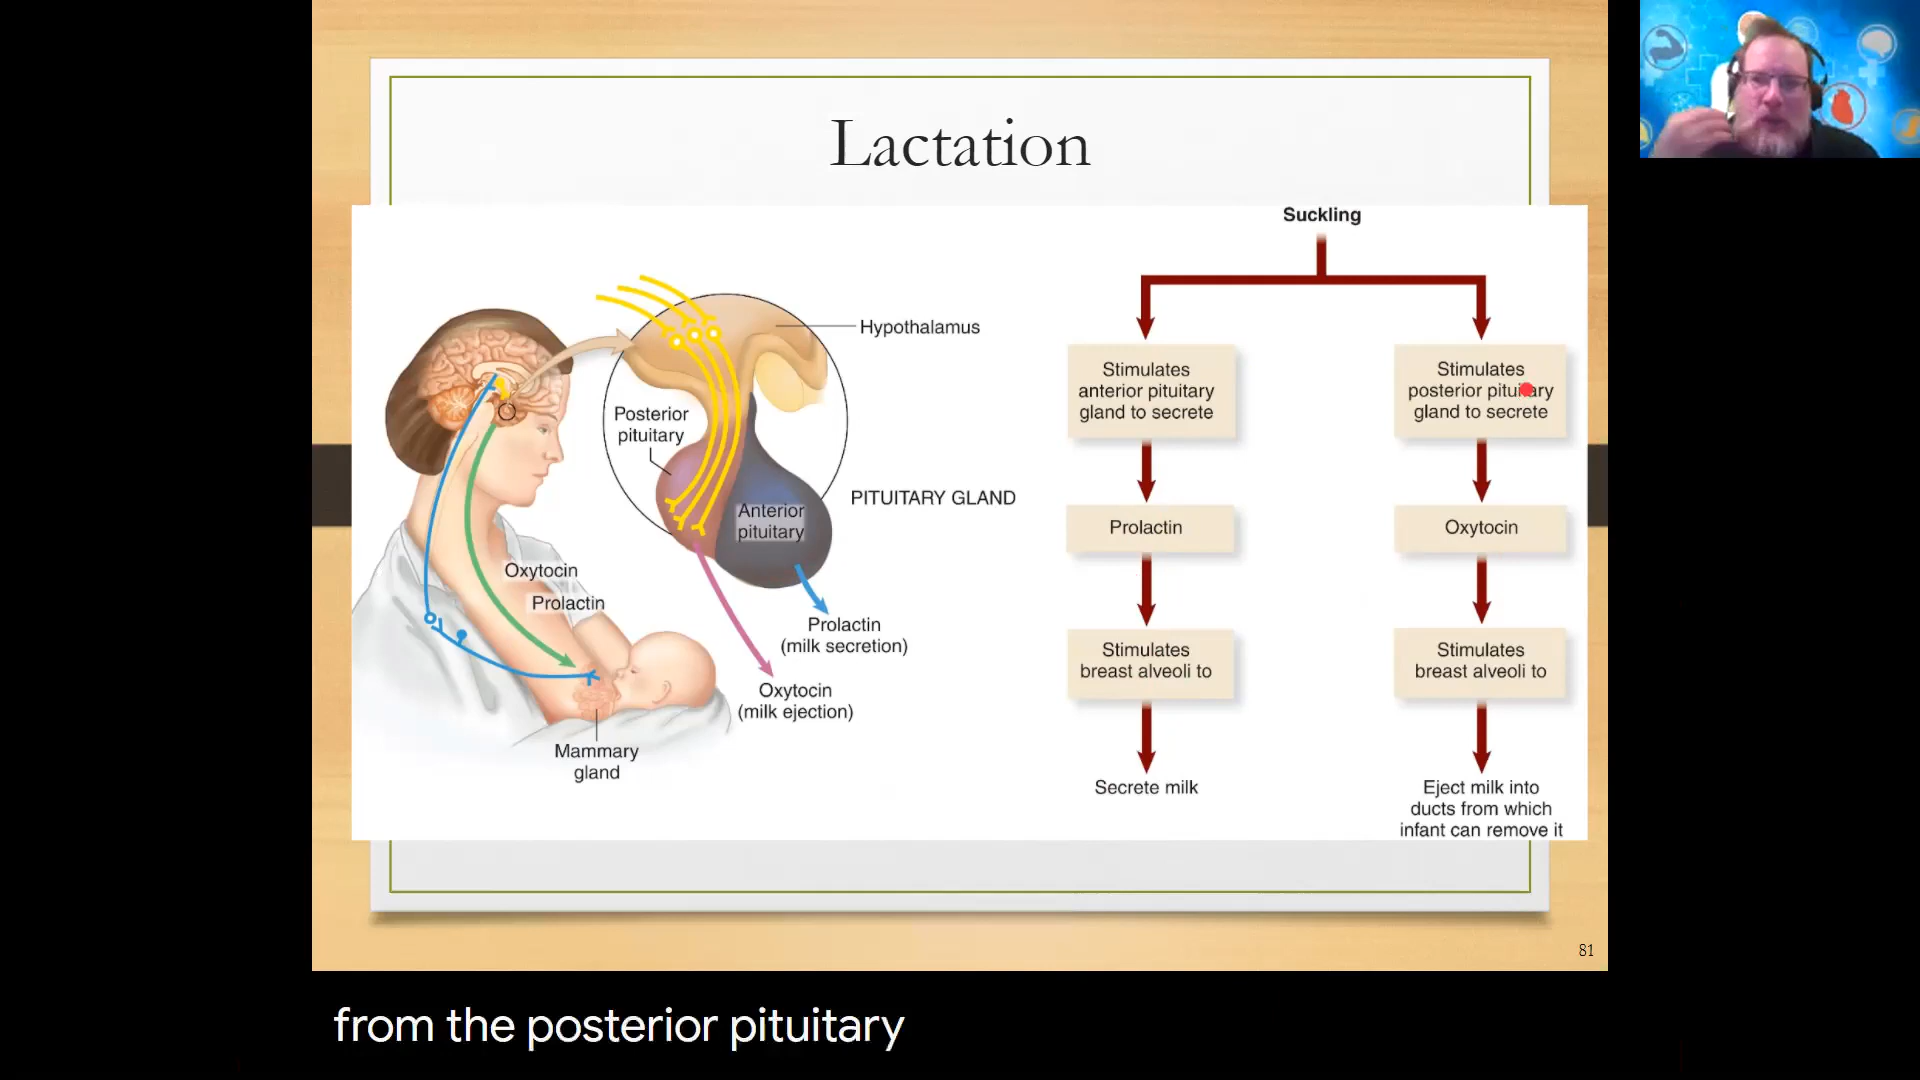 Lactation
Suckling
Hypothalamus
Posterior
pituitary
PITUITARY GLAND
Anterior
pituitary
Oxytocin
Prolactin
Prolactin
(milk secretion)
Oxytocin
(milk ejection)
Mammary
gland
Stimulates
anterior pituitary
gland to secrete
Prolactin
Stimulates
breast alveoli to
Secrete milk
Stimulates
posterior pituitary
gland to secrete
Oxytocin
Stimulates
breast alveoli to
Eject milk into
ducts from which
infant can remove it
81
from the posterior pituitary